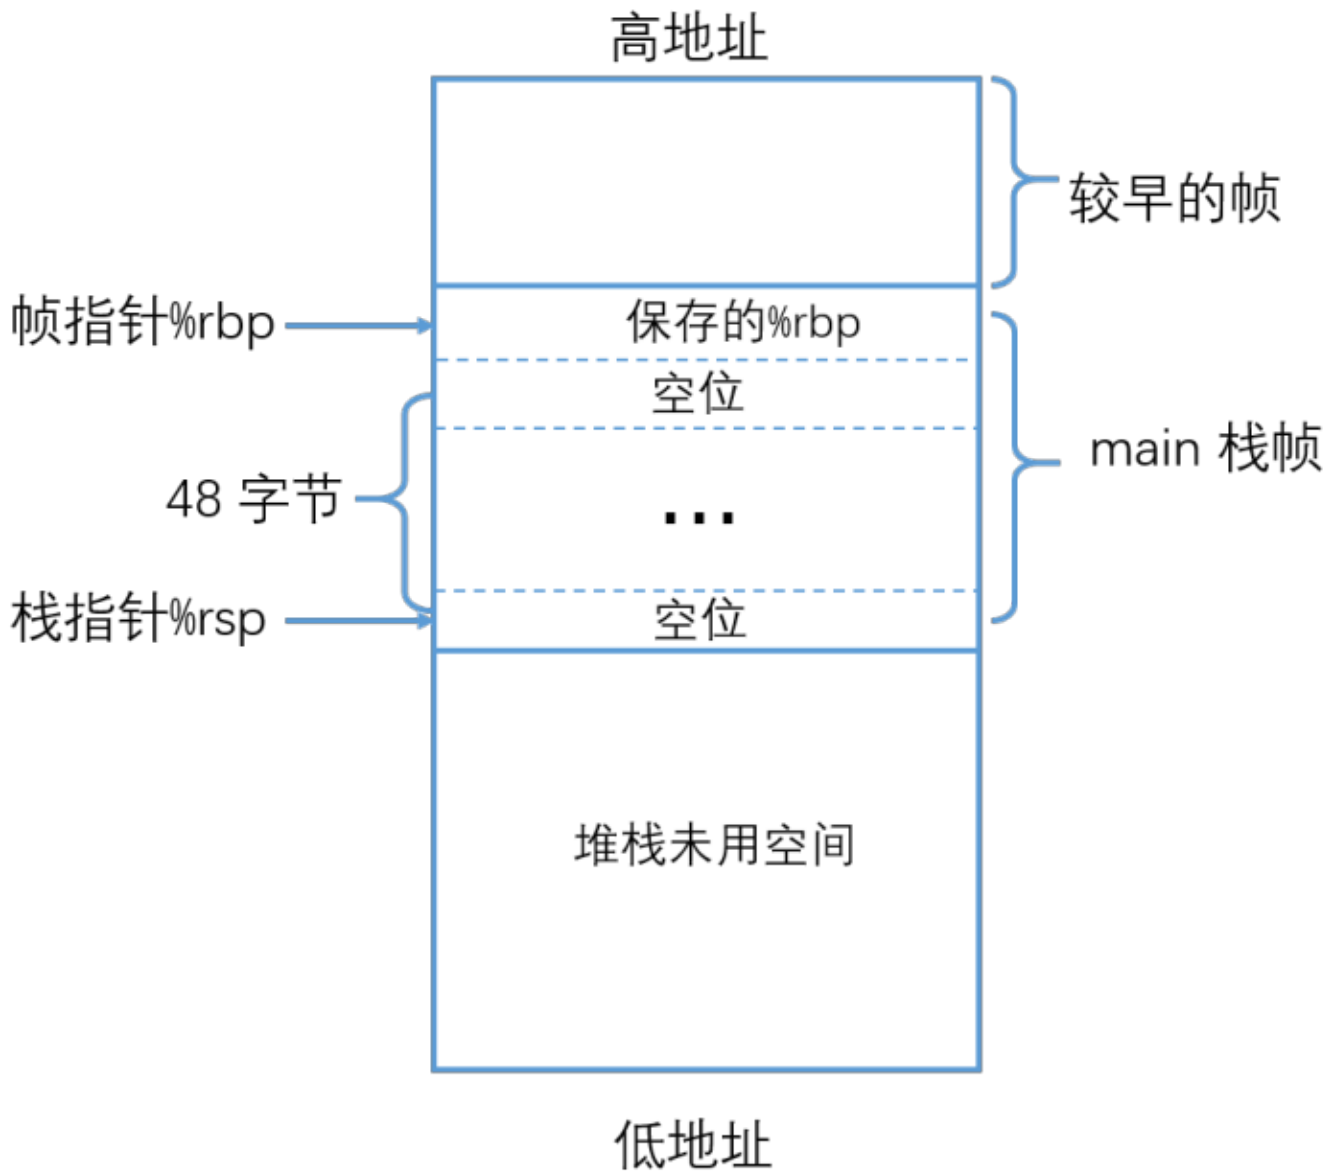 高地址
较早的帧
帧指针%rbp
保存的%rbp
空位
main 栈帧
48 字节
...
栈指针%rsp
空位
堆栈未用空间
低地址